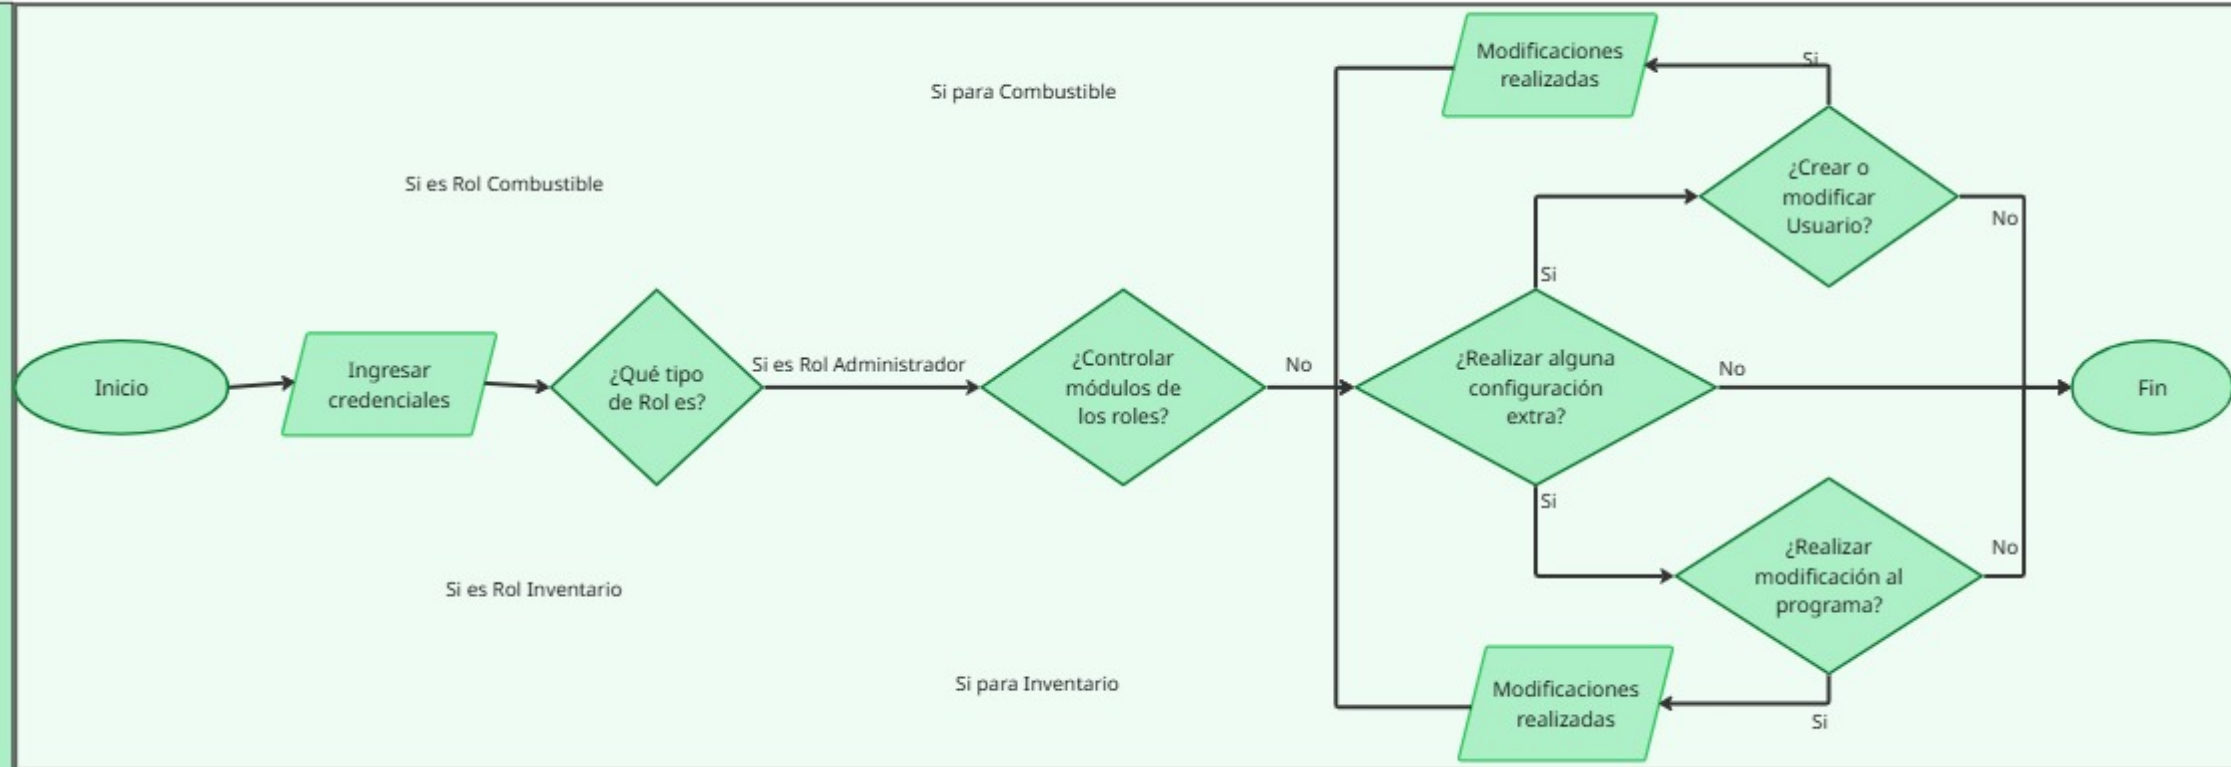 Modificaciones
realizadas
Si
Si para Combustible
¿Crear o
modificar
Usuario?
Si es Rol Combustible
No
Si
Inicio
Ingresar
credenciales
¿Qué tipo
de Rol es?
Si es Rol Administrador
¿Controlar
módulos de
los roles?
No
¿Realizar alguna
configuración
extra?
No
Fin
Si
¿Realizar
modificación al
programa?
No
Si es Rol Inventario
Si para Inventario
Modificaciones
realizadas
Si